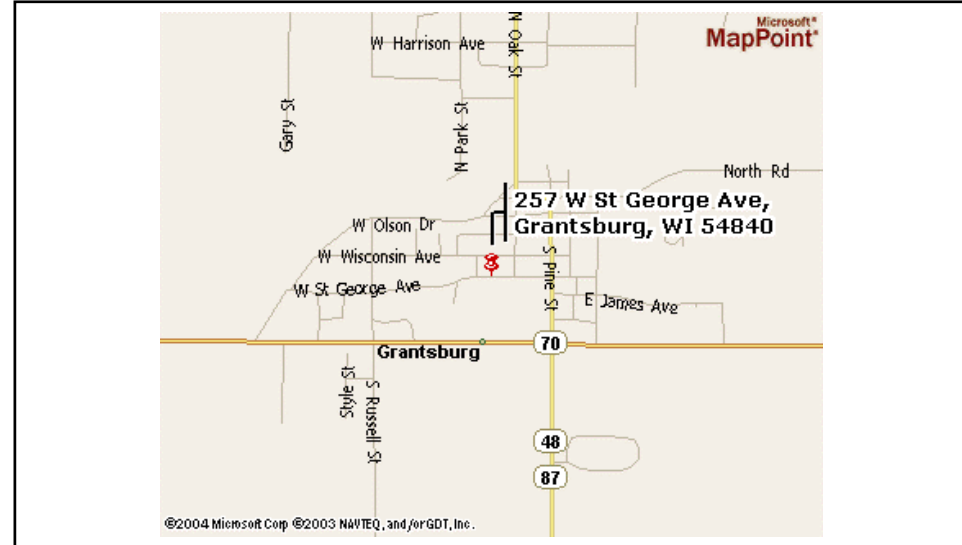 Microsoft®
MapPoint®
W Harrison Ave
N Oak St
Gary St
N Park St
North Rd
257 W St George Ave,
Grantsburg, WI 54840
W Olson Dr
W Wisconsin Ave
S Pine St
W St George Ave
E James Ave
70
Grantsburg
Style St
S Russell St
48
87
©2004 Microsoft Corp ©2003 NAVTEQ, and/or GDT, Inc.